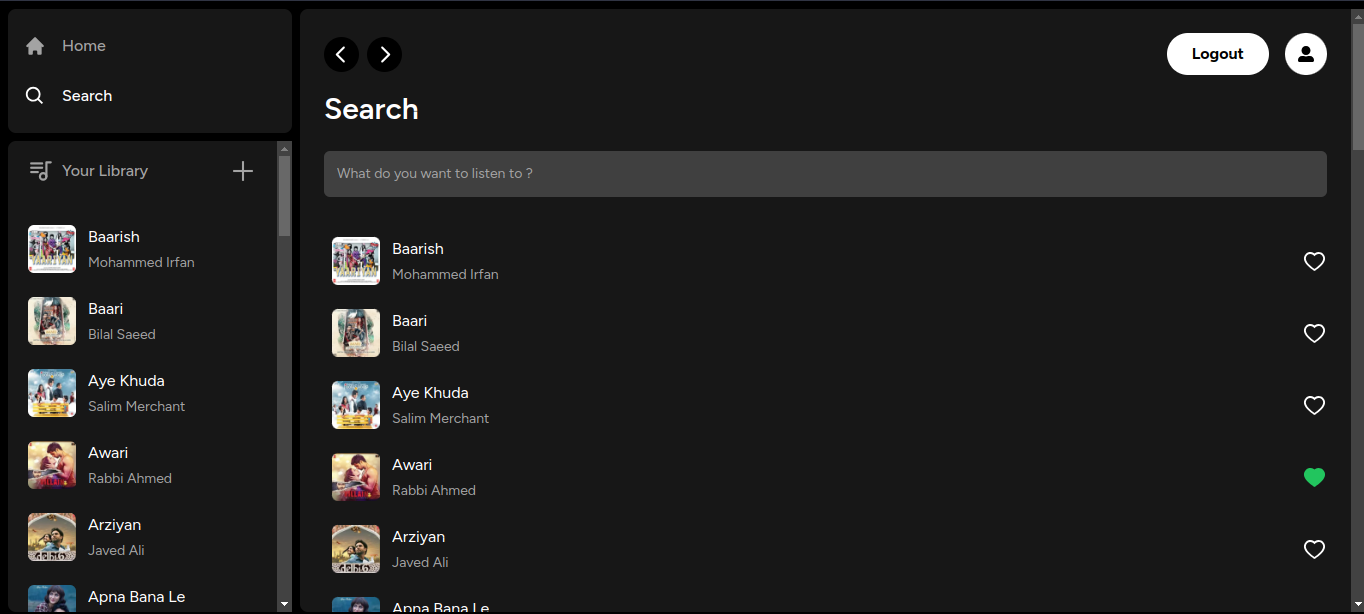 Home
Search
Your Library
Baarish
Mohammed Irfan
Baari
Bilal Saeed
Aye Khuda
Salim Merchant
Awari
Rabbi Ahmed
Arziyan
Javed Ali
Apna Bana Le
Logout
Search
What do you want to listen to ?
Baarish
Mohammed Irfan
Baari
Bilal Saeed
Aye Khuda
Salim Merchant
Awari
Rabbi Ahmed
Arziyan
Javed Ali
Apna Bana Le